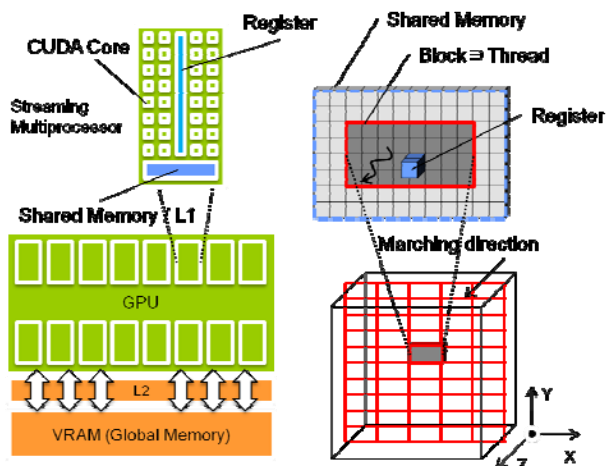 Register
CUDA Core
Streaming
Multiprocessor
Shared Memory / L1
GPU
L2
VRAM (Global Memory)
Shared Memory
Block ∋ Thread
Register
Marching direction
Y
X
Z